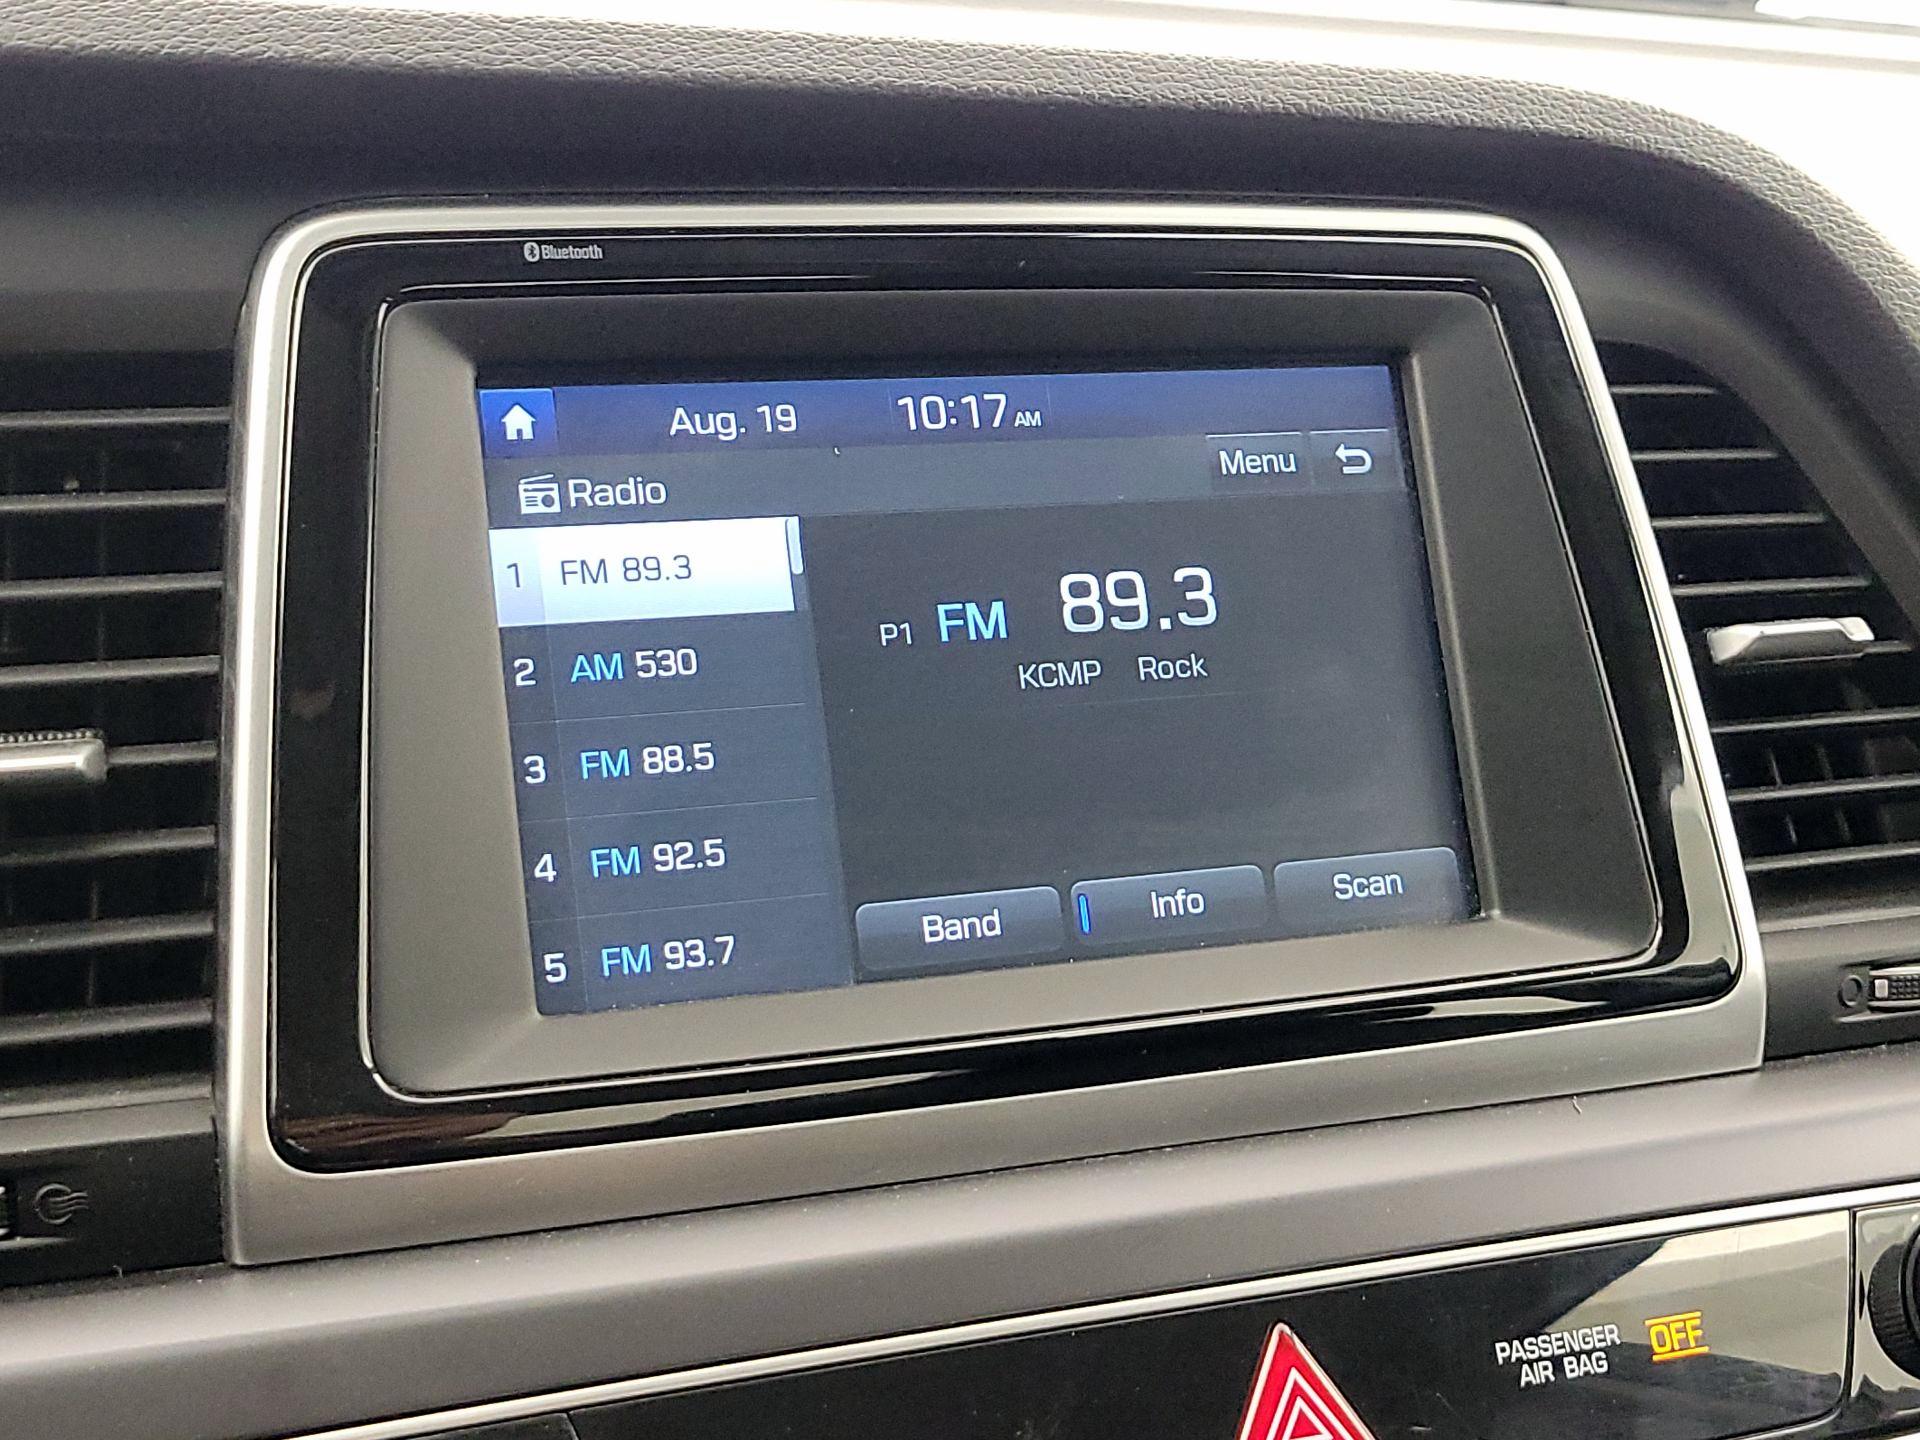 Bluetooth
Aug. 19 10:17 AM
Radio Menu
1 FM 89.3
2 AM 530
3 FM 88.5
4 FM 92.5
5 FM 93.7
P1 FM 89.3
KCMP Rock
Band Info Scan
PASSENGER
AIR BAG
OFF